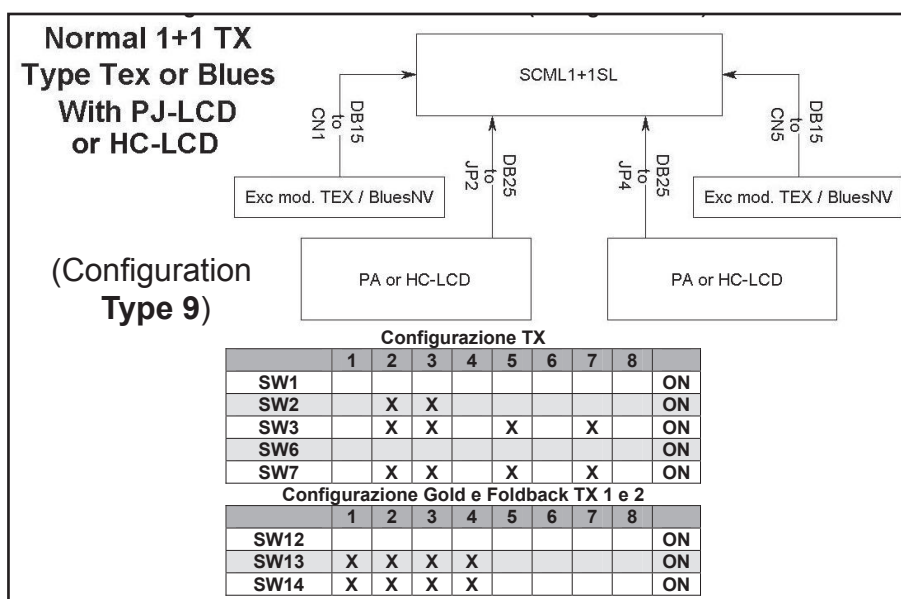 Normal 1+1 TX
Type Tex or Blues
With PJ-LCD
or HC-LCD
SCML1+1SL
DB15
to
CN1
DB25
to
JP2
DB25
to
JP4
DB15
to
CN5
Exc mod. TEX / BluesNV
Exc mod. TEX / BluesNV
PA or HC-LCD
PA or HC-LCD
(Configuration
Type 9)
Configurazione TX
1 2 3 4 5 6 7 8
SW1 ON
SW2 X X ON
SW3 X X X X ON
SW6 ON
SW7 X X X X ON
Configurazione Gold e Foldback TX 1 e 2
1 2 3 4 5 6 7 8
SW12 ON
SW13 X X X X ON
SW14 X X X X ON